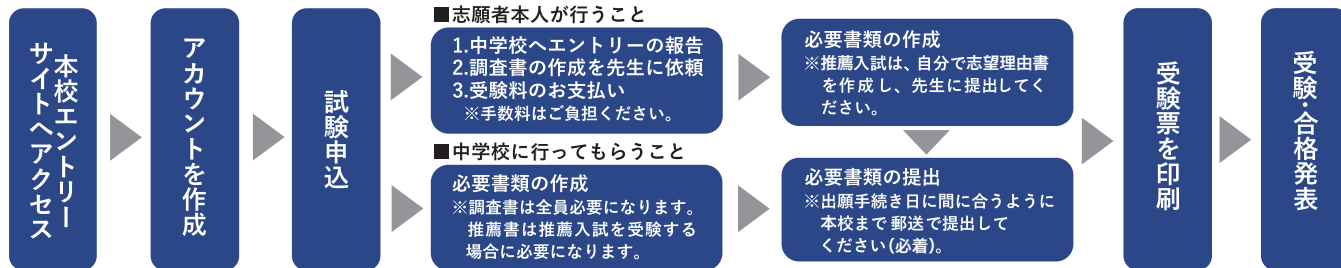 本校エントリー
サイトへアクセス
アカウントを作成
試験申込
■志願者本人が行うこと
1.中学校へエントリーの報告
2.調査書の作成を先生に依頼
3.受験料のお支払い
※手数料はご負担ください。
■中学校に行ってもらうこと
必要書類の作成
※調査書は全員必要になります。
推薦書は推薦入試を受験する
場合に必要になります。
必要書類の作成
※推薦入試は、自分で志望理由書
を作成し、先生に提出してく
ださい。
必要書類の提出
※出願手続き日に間に合うように
本校まで郵送で提出して
ください(必着)。
受験票を印刷
受験・合格発表